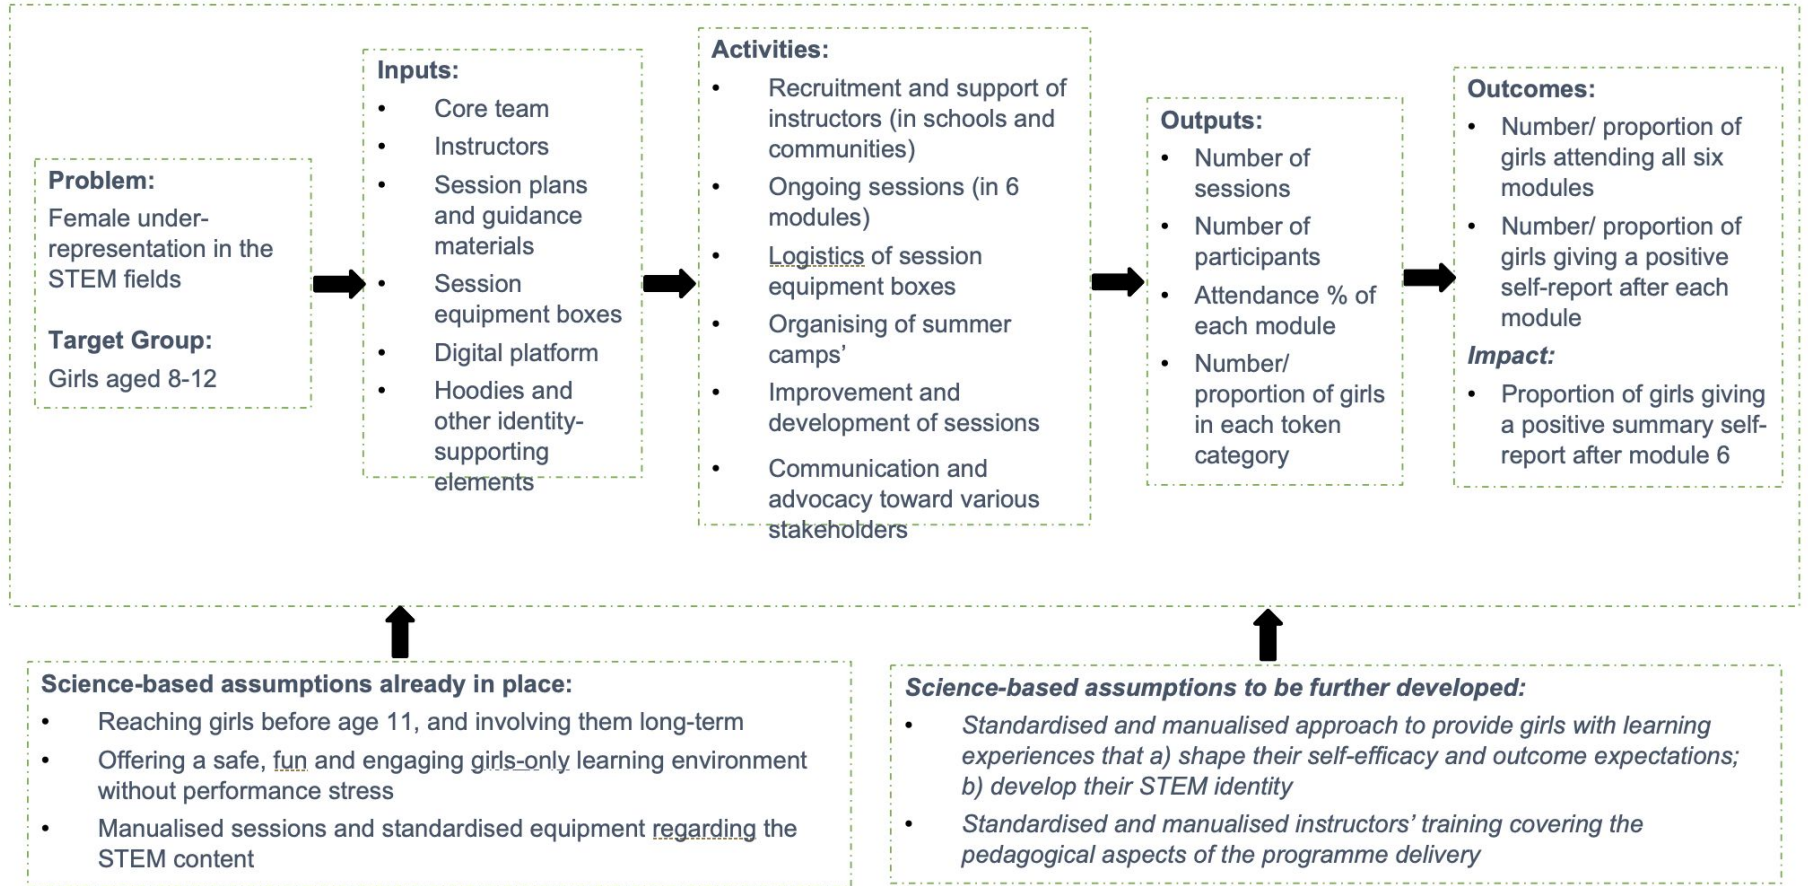 Problem:
Female under-
representation in the
STEM fields
Target Group:
Girls aged 8-12
Inputs:
• Core team
• Instructors
• Session plans
and guidance
materials
• Session
equipment boxes
• Digital platform
• Hoodies and
other identity-
supporting
elements
Activities:
• Recruitment and support of
instructors (in schools and
communities)
• Ongoing sessions (in 6
modules)
• Logistics of session
equipment boxes
• Organising of summer
camps’
• Improvement and
development of sessions
• Communication and
advocacy toward various
stakeholders
Outputs:
• Number of
sessions
• Number of
participants
• Attendance % of
each module
• Number/
proportion of girls
in each token
category
Outcomes:
• Number/ proportion of
girls attending all six
modules
• Number/ proportion of
girls giving a positive
self-report after each
module
Impact:
• Proportion of girls giving
a positive summary self-
report after module 6
Science-based assumptions already in place:
• Reaching girls before age 11, and involving them long-term
• Offering a safe, fun and engaging girls-only learning environment
without performance stress
• Manualised sessions and standardised equipment regarding the
STEM content
Science-based assumptions to be further developed:
• Standardised and manualised approach to provide girls with learning
experiences that a) shape their self-efficacy and outcome expectations;
b) develop their STEM identity
• Standardised and manualised instructors’ training covering the
pedagogical aspects of the programme delivery